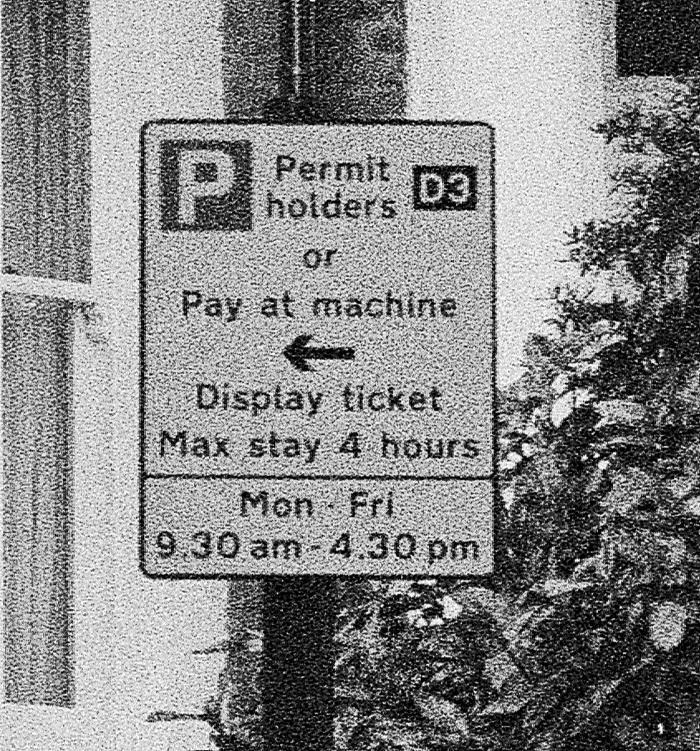 P Permit D3
holders
or
Pay at machine
←
Display ticket
Max stay 4 hours
Mon - Fri
9.30 am - 4.30 pm